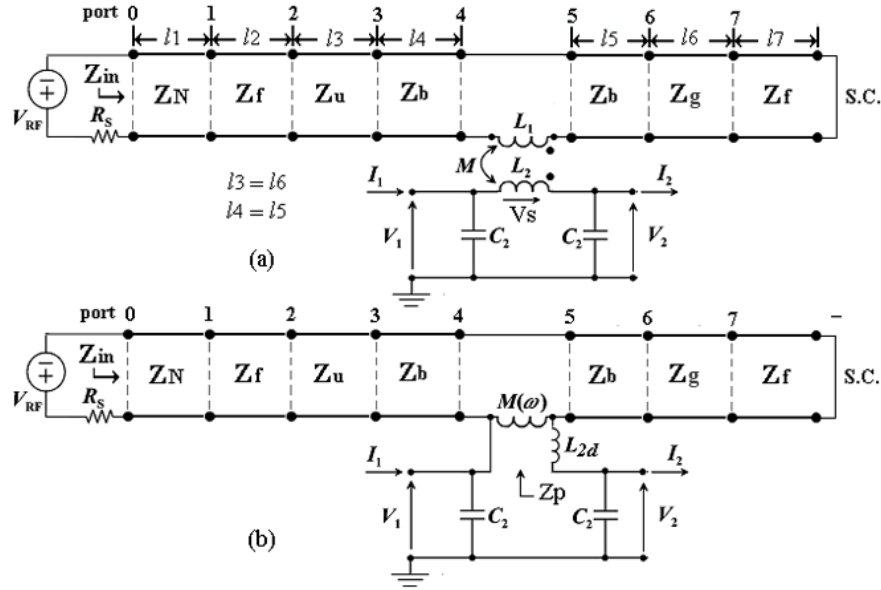 port 0 1 2 3 4 5 6 7
l1 l2 l3 l4 l5 l6 l7
Zin
ZN Zf Zu Zb Zb Zg Zf S.C.
VRF RS
L1
M
L2
l3 = l6
l4 = l5
I1 I2
Vs
V1 C2 C2 V2
(a)
port 0 1 2 3 4 5 6 7 –
Zin
ZN Zf Zu Zb Zb Zg Zf S.C.
VRF RS
M(ω)
L2d
I1 I2
Zp
V1 C2 C2 V2
(b)